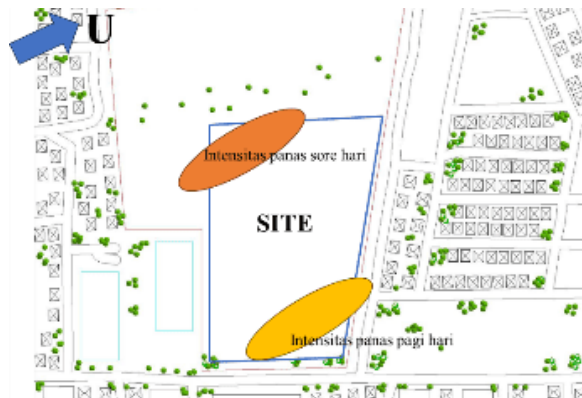 U
Intensitas panas sore hari
SITE
Intensitas panas pagi hari